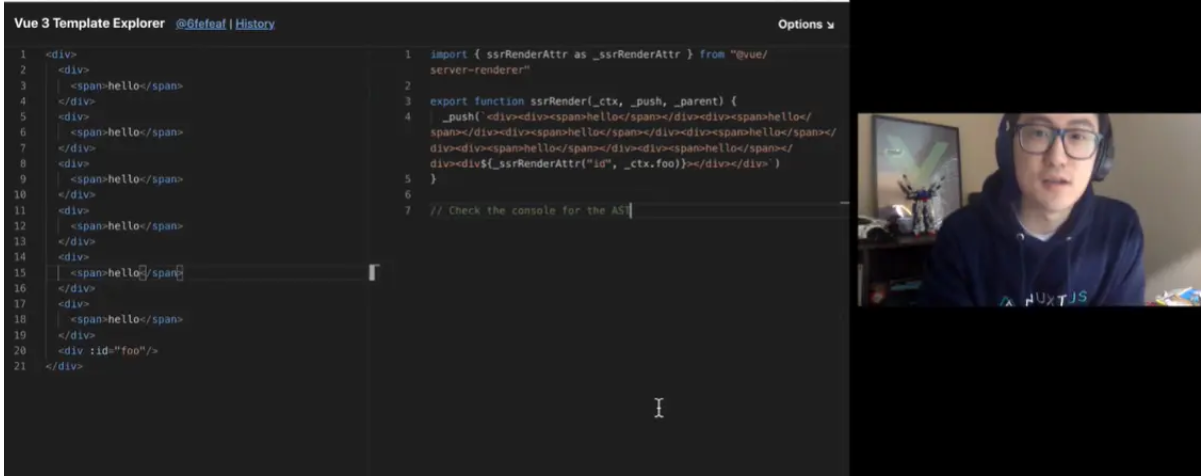 Vue 3 Template Explorer @6fefeaf | History
Options ↘
1 <div>
2 <div>
3 <span>hello</span>
4 </div>
5 <div>
6 <span>hello</span>
7 </div>
8 <div>
9 <span>hello</span>
10 </div>
11 <div>
12 <span>hello</span>
13 </div>
14 <div>
15 <span>hello</span>
16 </div>
17 <div>
18 <span>hello</span>
19 </div>
20 <div :id="foo"/>
21 </div>
1 import { ssrRenderAttr as _ssrRenderAttr } from "@vue/
server-renderer"
2
3 export function ssrRender(_ctx, _push, _parent) {
4 _push(`<div><div><span>hello</span></div><div><span>hello</
span></div><div><span>hello</span></div><div><span>hello</span></
div><div><span>hello</span></div><div><span>hello</span></
div><div${_ssrRenderAttr("id", _ctx.foo)}></div></div>`)
5 }
6
7 // Check the console for the AST
NUXTJS